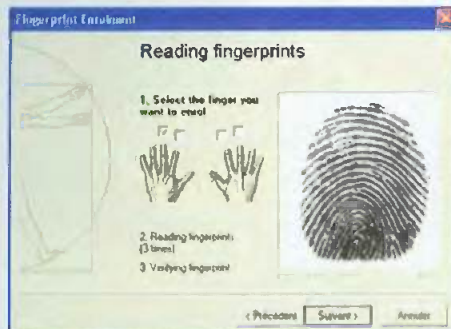 Fingerprint Enrolment
Reading fingerprints
1. Select the finger you
want to enrol
2. Reading fingerprints
(3 times)
3. Verifying fingerprint
< Précédent
Suivant >
Annuler